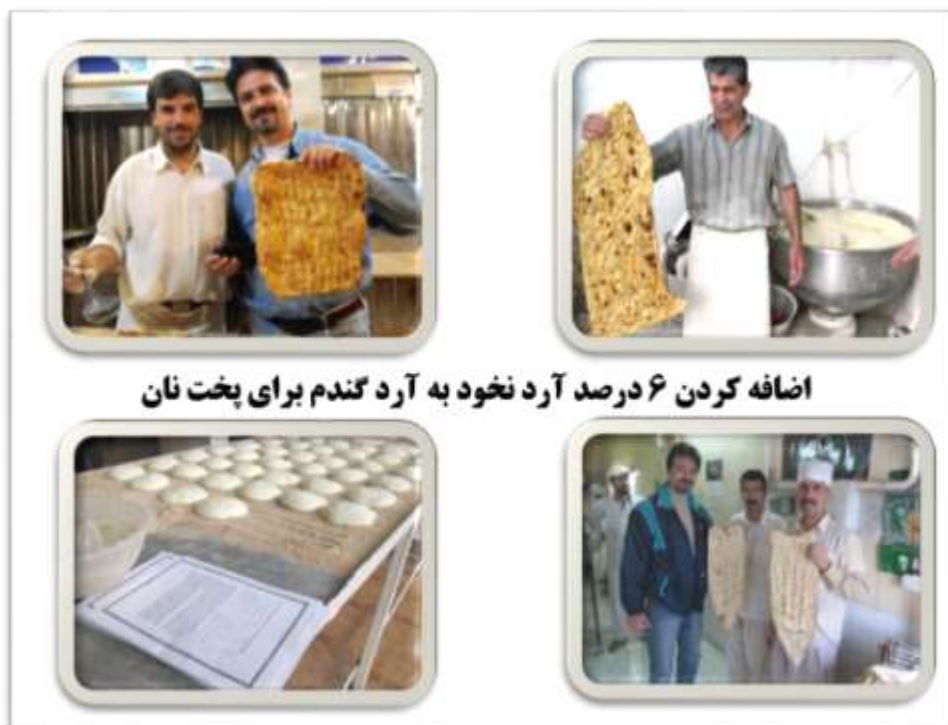 اضافه کردن ۶ درصد آرد نخود به آرد گندم برای پخت نان